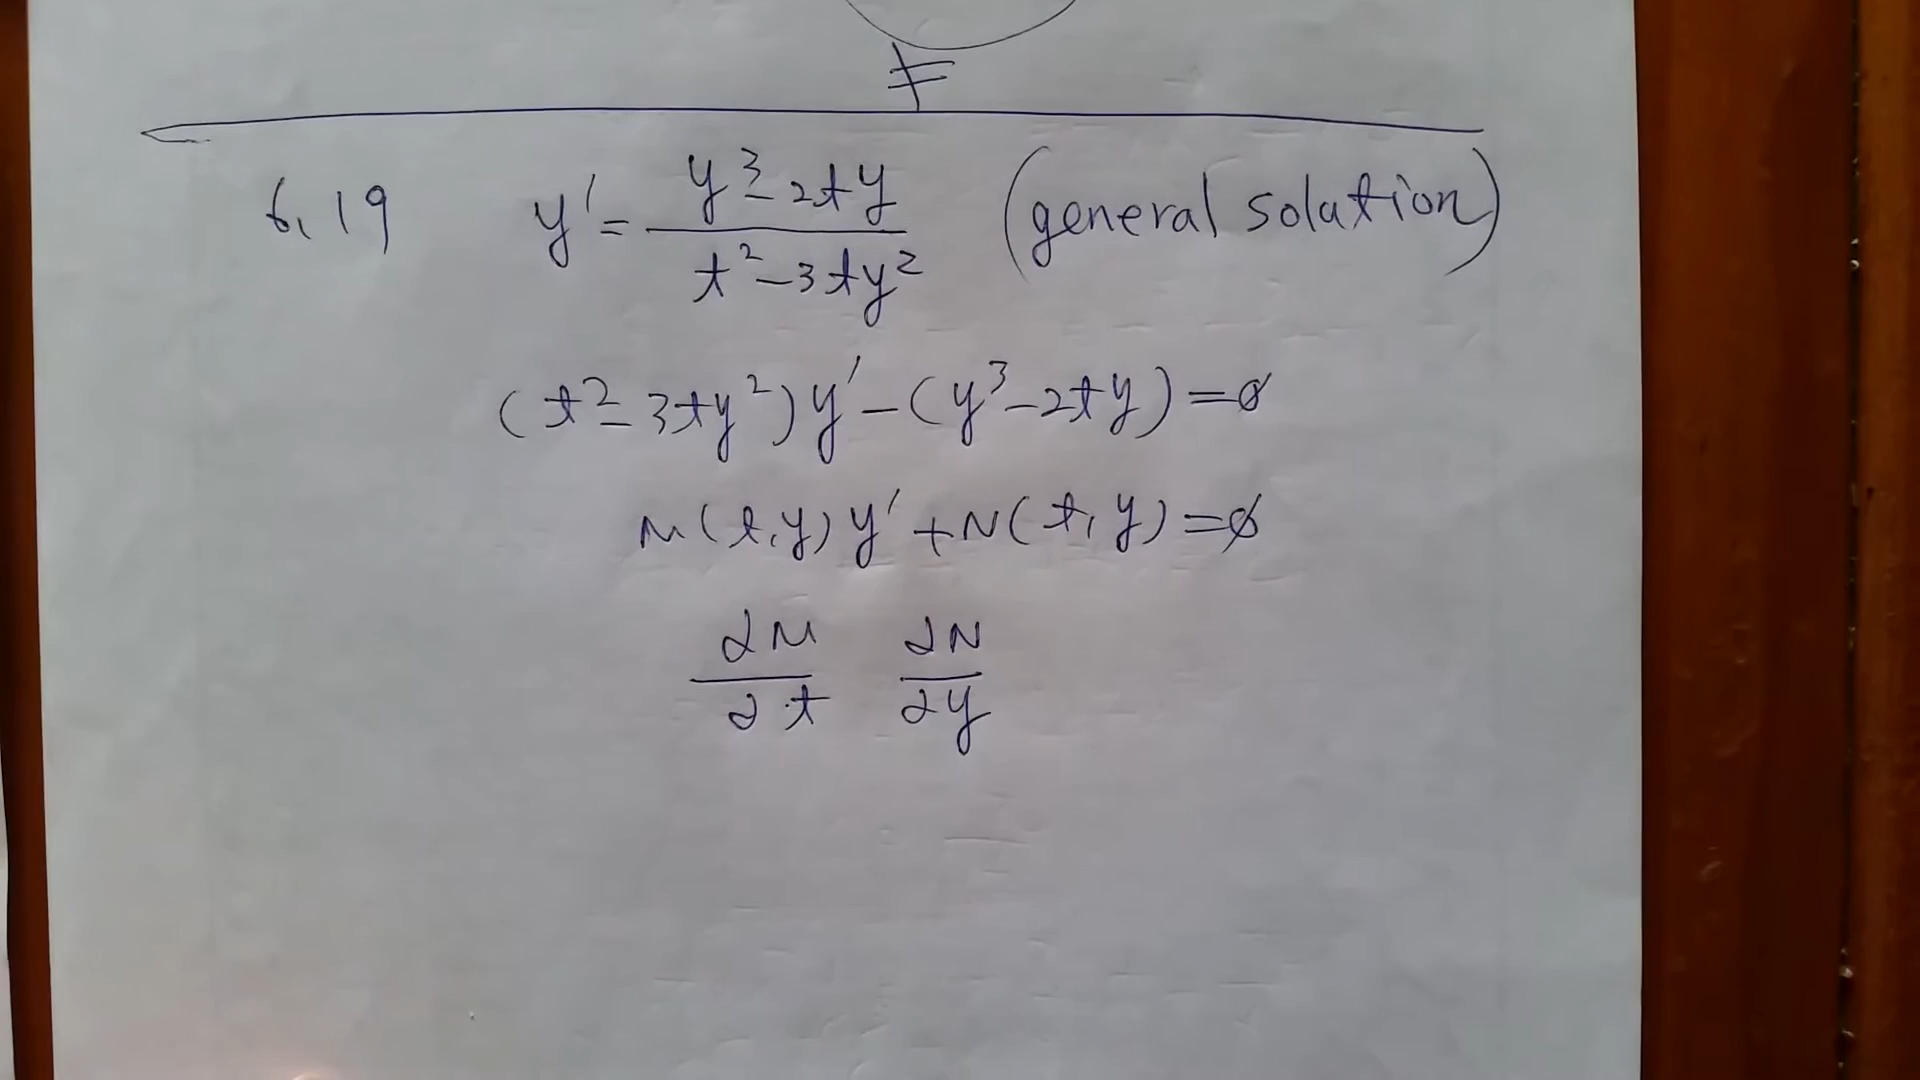 ≠
6.19 y' = (y³ - 2ty)/(t² - 3ty²) (general solution)
(t² - 3ty²)y' - (y³ - 2ty) = 0
M(t,y)y' + N(t,y) = 0
∂M/∂t ∂N/∂y